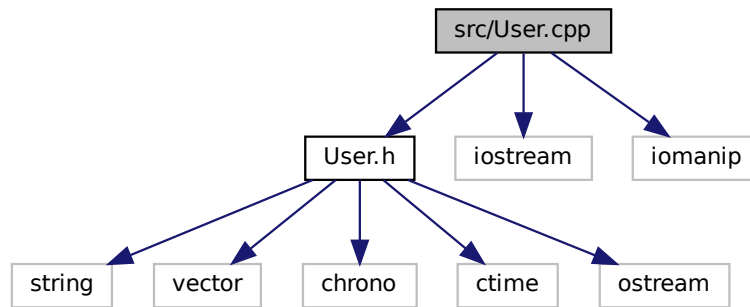 src/User.cpp
User.h
iostream
iomanip
string
vector
chrono
ctime
ostream